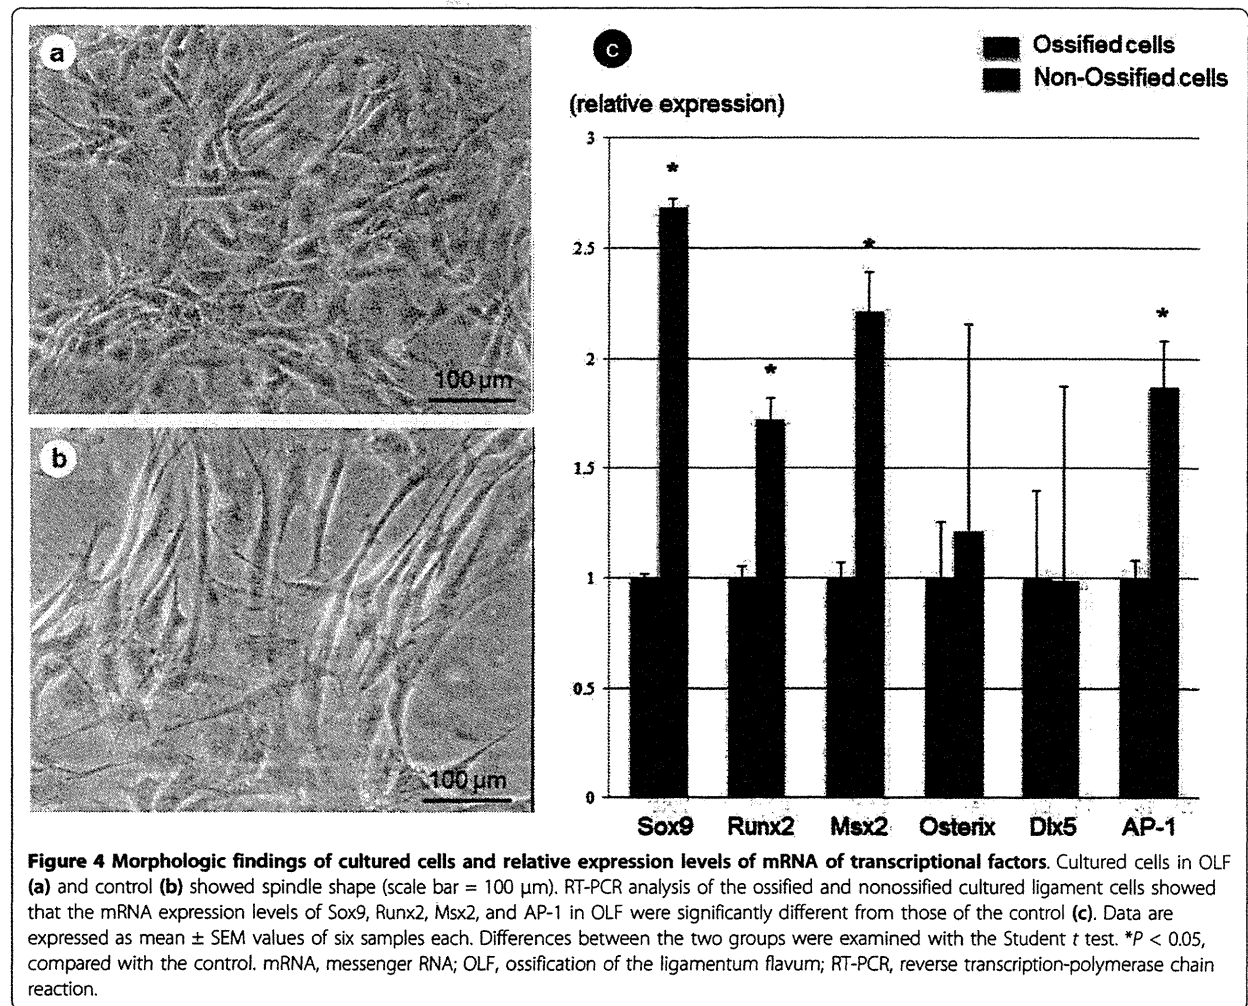 a
100 µm
b
100 µm
c
Ossified cells
Non-Ossified cells
(relative expression)
3
*
2.5
*
*
2
*
1.5
1
0.5
0
Sox9 Runx2 Msx2 Osterix Dlx5 AP-1
Figure 4 Morphologic findings of cultured cells and relative expression levels of mRNA of transcriptional factors. Cultured cells in OLF
(a) and control (b) showed spindle shape (scale bar = 100 µm). RT-PCR analysis of the ossified and nonossified cultured ligament cells showed
that the mRNA expression levels of Sox9, Runx2, Msx2, and AP-1 in OLF were significantly different from those of the control (c). Data are
expressed as mean ± SEM values of six samples each. Differences between the two groups were examined with the Student t test. *P < 0.05,
compared with the control. mRNA, messenger RNA; OLF, ossification of the ligamentum flavum; RT-PCR, reverse transcription-polymerase chain
reaction.